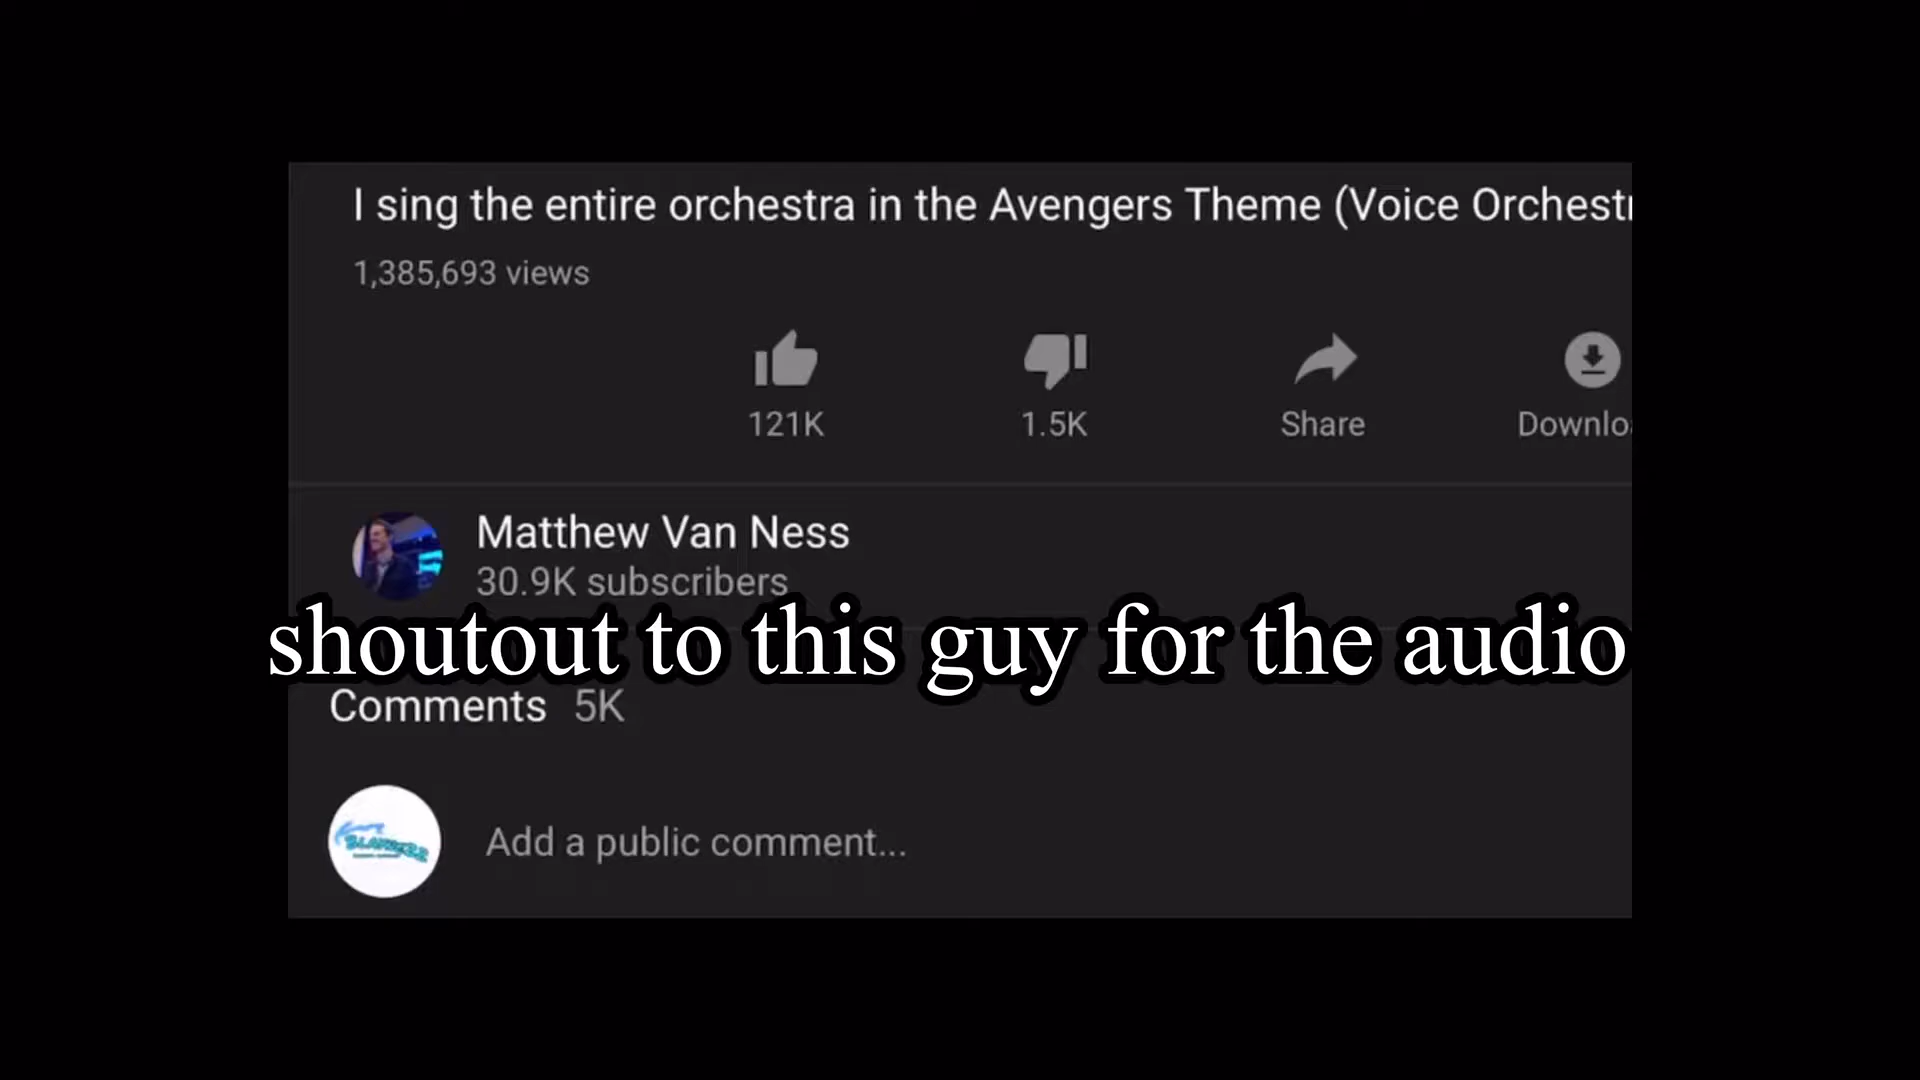 I sing the entire orchestra in the Avengers Theme (Voice Orchest
1,385,693 views
121K 1.5K Share Downlo
Matthew Van Ness
30.9K subscribers
shoutout to this guy for the audio
Comments 5K
Add a public comment...